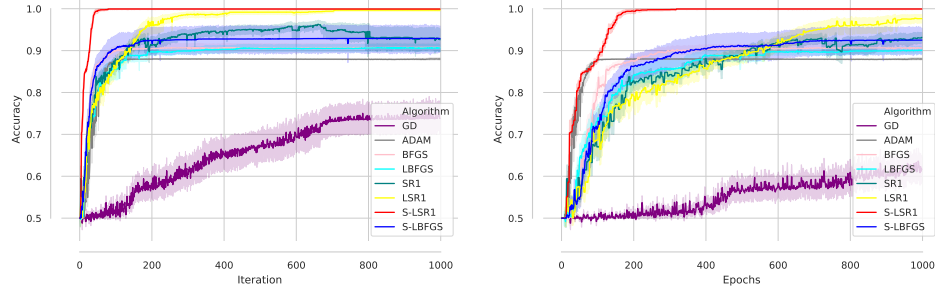 1.0
0.9
0.8
0.7
0.6
0.5
Accuracy
0
200
400
600
800
1000
Iteration
Algorithm
GD
ADAM
BFGS
LBFGS
SR1
LSR1
S-LSR1
S-LBFGS
1.0
0.9
0.8
0.7
0.6
0.5
Accuracy
0
200
400
600
800
1000
Epochs
Algorithm
GD
ADAM
BFGS
LBFGS
SR1
LSR1
S-LSR1
S-LBFGS